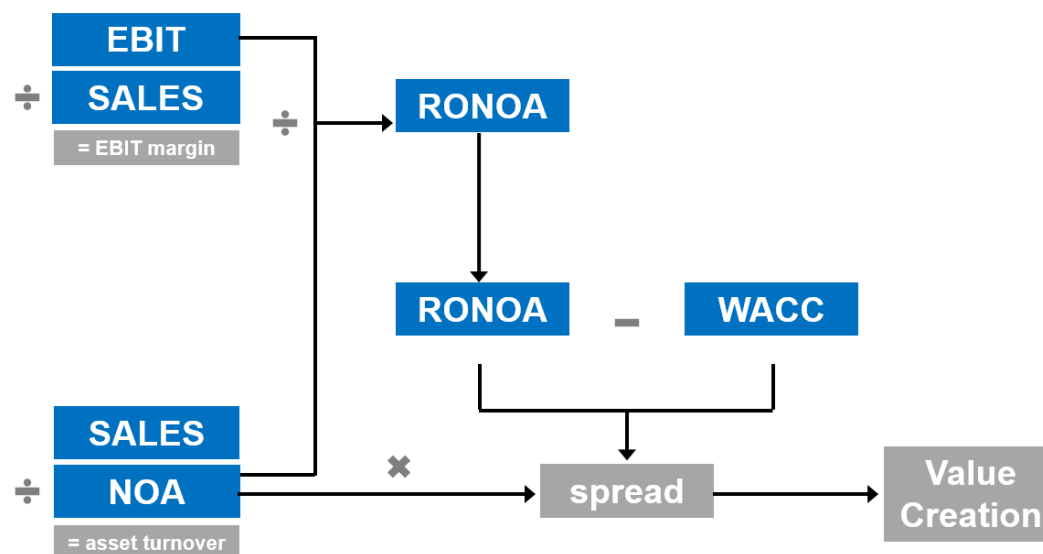 EBIT
÷
SALES
÷
= EBIT margin
RONOA
RONOA
–
WACC
SALES
÷
NOA
✖
= asset turnover
spread
Value
Creation